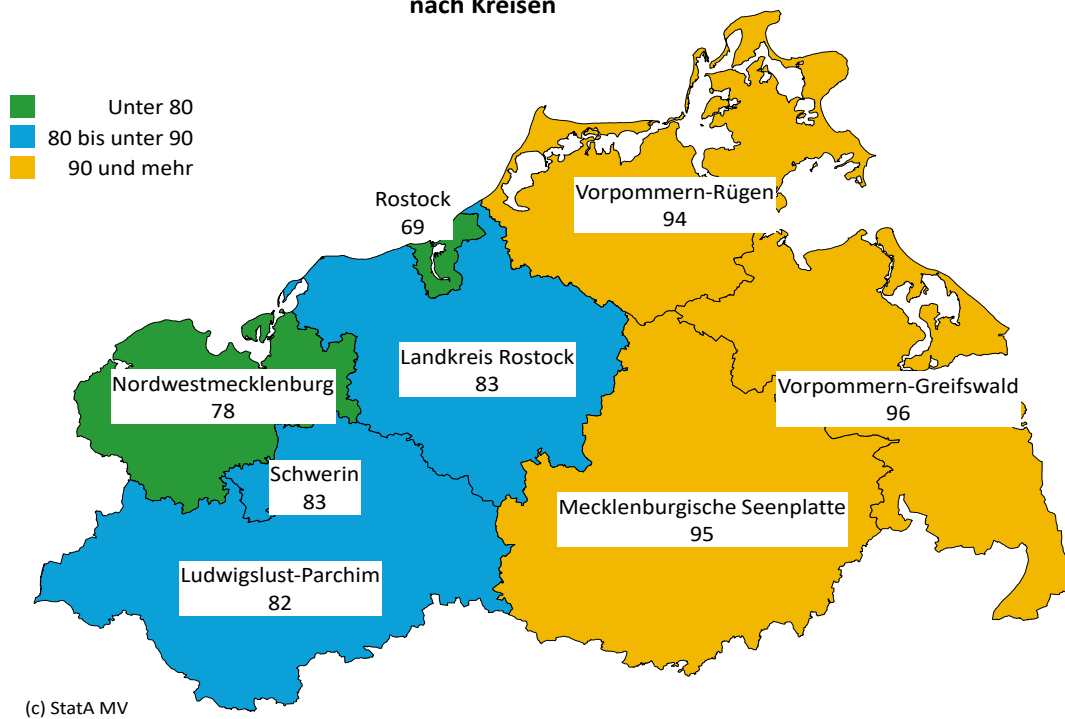 nach Kreisen
Unter 80
80 bis unter 90
90 und mehr
Vorpommern-Rügen
94
Rostock
69
Landkreis Rostock
83
Nordwestmecklenburg
78
Vorpommern-Greifswald
96
Schwerin
83
Mecklenburgische Seenplatte
95
Ludwigslust-Parchim
82
(c) StatA MV